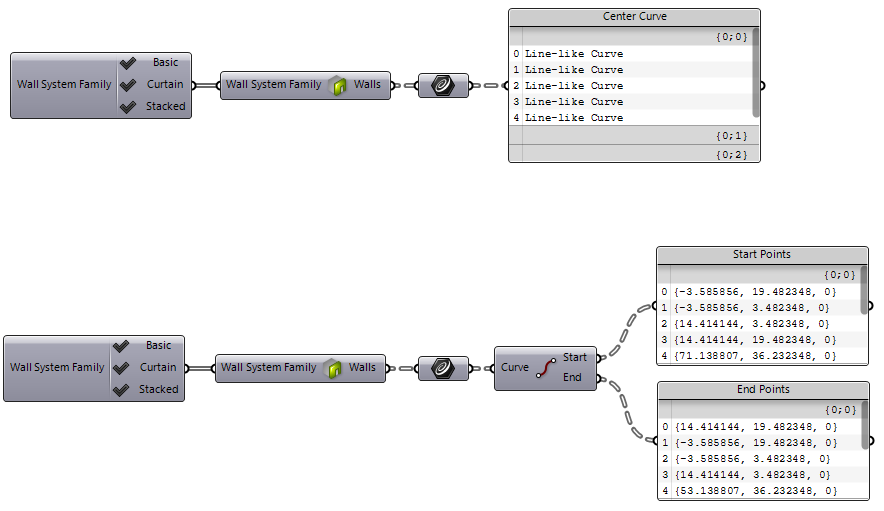 Center Curve
{0;0}
0 Line-like Curve
1 Line-like Curve
2 Line-like Curve
3 Line-like Curve
4 Line-like Curve
{0;1}
{0;2}
Wall System Family
Basic
Curtain
Stacked
Wall System Family Walls
Start Points
{0;0}
0 {-3.585856, 19.482348, 0}
1 {-3.585856, 3.482348, 0}
2 {14.414144, 3.482348, 0}
3 {14.414144, 19.482348, 0}
4 {71.138807, 36.232348, 0}
Wall System Family
Basic
Curtain
Stacked
Wall System Family Walls
Curve
Start
End
End Points
{0;0}
0 {14.414144, 19.482348, 0}
1 {-3.585856, 19.482348, 0}
2 {-3.585856, 3.482348, 0}
3 {14.414144, 3.482348, 0}
4 {53.138807, 36.232348, 0}